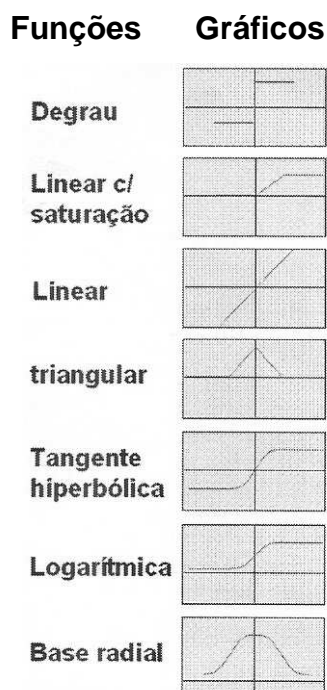 Funções Gráficos
Degrau
Linear c/
saturação
Linear
triangular
Tangente
hiperbólica
Logarítmica
Base radial